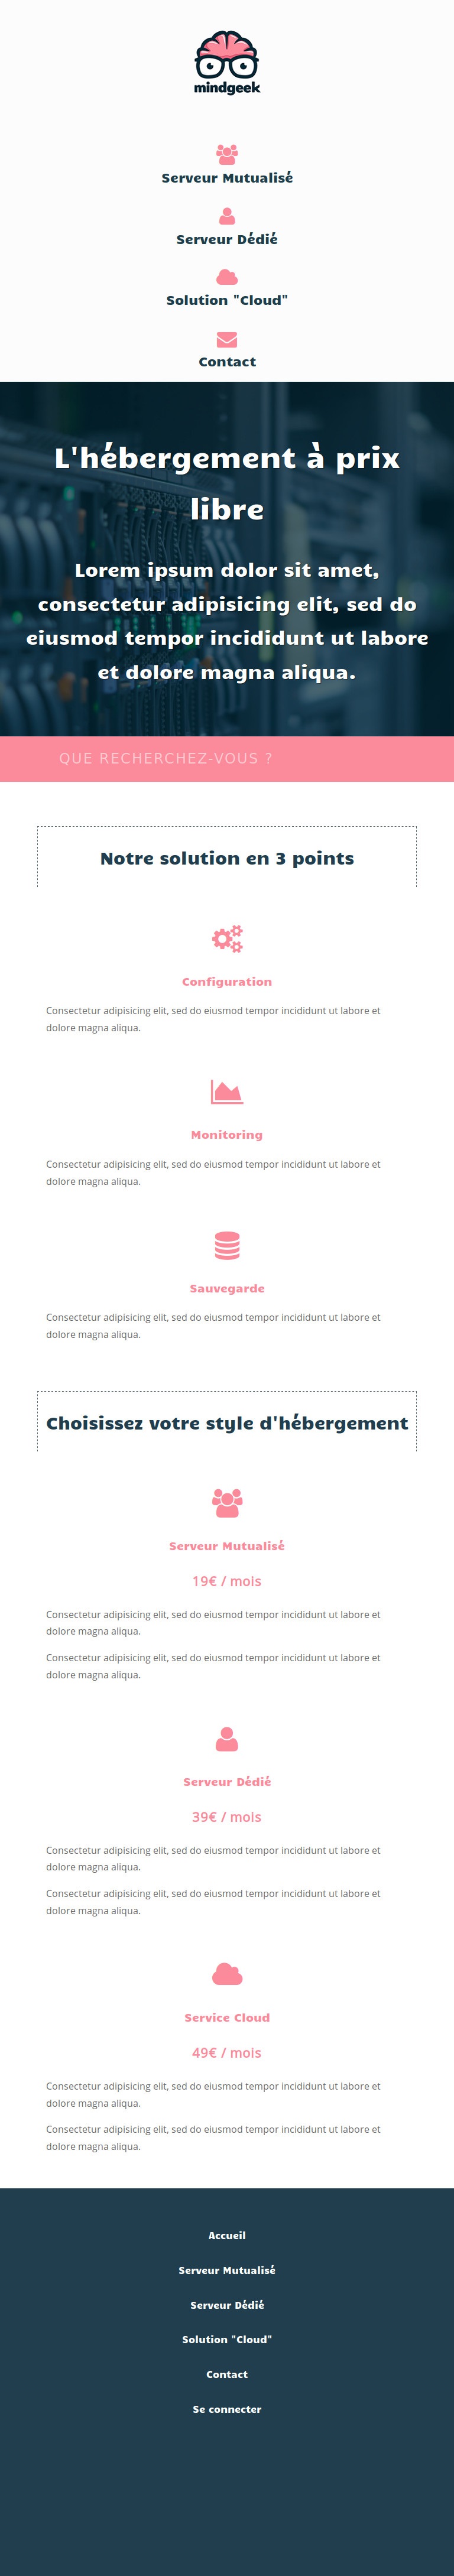 mindgeek
Serveur Mutualisé
Serveur Dédié
Solution "Cloud"
Contact
L'hébergement à prix
libre
Lorem ipsum dolor sit amet,
consectetur adipisicing elit, sed do
eiusmod tempor incididunt ut labore
et dolore magna aliqua.
QUE RECHERCHEZ-VOUS ?
Notre solution en 3 points
Configuration
Consectetur adipisicing elit, sed do eiusmod tempor incididunt ut labore et
dolore magna aliqua.
Monitoring
Consectetur adipisicing elit, sed do eiusmod tempor incididunt ut labore et
dolore magna aliqua.
Sauvegarde
Consectetur adipisicing elit, sed do eiusmod tempor incididunt ut labore et
dolore magna aliqua.
Choisissez votre style d'hébergement
Serveur Mutualisé
19€ / mois
Consectetur adipisicing elit, sed do eiusmod tempor incididunt ut labore et
dolore magna aliqua.
Consectetur adipisicing elit, sed do eiusmod tempor incididunt ut labore et
dolore magna aliqua.
Serveur Dédié
39€ / mois
Consectetur adipisicing elit, sed do eiusmod tempor incididunt ut labore et
dolore magna aliqua.
Consectetur adipisicing elit, sed do eiusmod tempor incididunt ut labore et
dolore magna aliqua.
Service Cloud
49€ / mois
Consectetur adipisicing elit, sed do eiusmod tempor incididunt ut labore et
dolore magna aliqua.
Consectetur adipisicing elit, sed do eiusmod tempor incididunt ut labore et
dolore magna aliqua.
Accueil
Serveur Mutualisé
Serveur Dédié
Solution "Cloud"
Contact
Se connecter